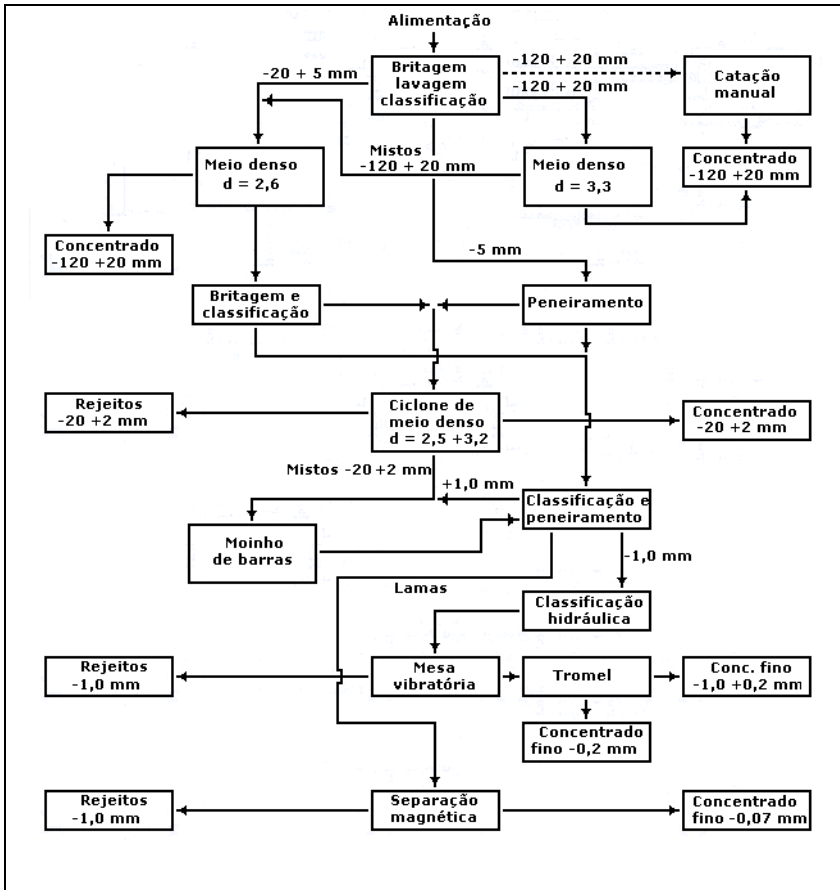 Alimentação
Britagem
lavagem
classificação
-20 + 5 mm
-120 + 20 mm
-120 + 20 mm
Catação
manual
Mistos
-120 + 20 mm
Meio denso
d = 2,6
Meio denso
d = 3,3
Concentrado
-120 +20 mm
Concentrado
-120 +20 mm
-5 mm
Britagem e
classificação
Peneiramento
Rejeitos
-20 +2 mm
Ciclone de
meio denso
d = 2,5 +3,2
Concentrado
-20 +2 mm
Mistos -20 +2 mm
+1,0 mm
Classificação e
peneiramento
Moinho
de barras
-1,0 mm
Lamas
Classificação
hidráulica
Rejeitos
-1,0 mm
Mesa
vibratória
Tromel
Conc. fino
-1,0 +0,2 mm
Concentrado
fino -0,2 mm
Rejeitos
-1,0 mm
Separação
magnética
Concentrado
fino -0,07 mm